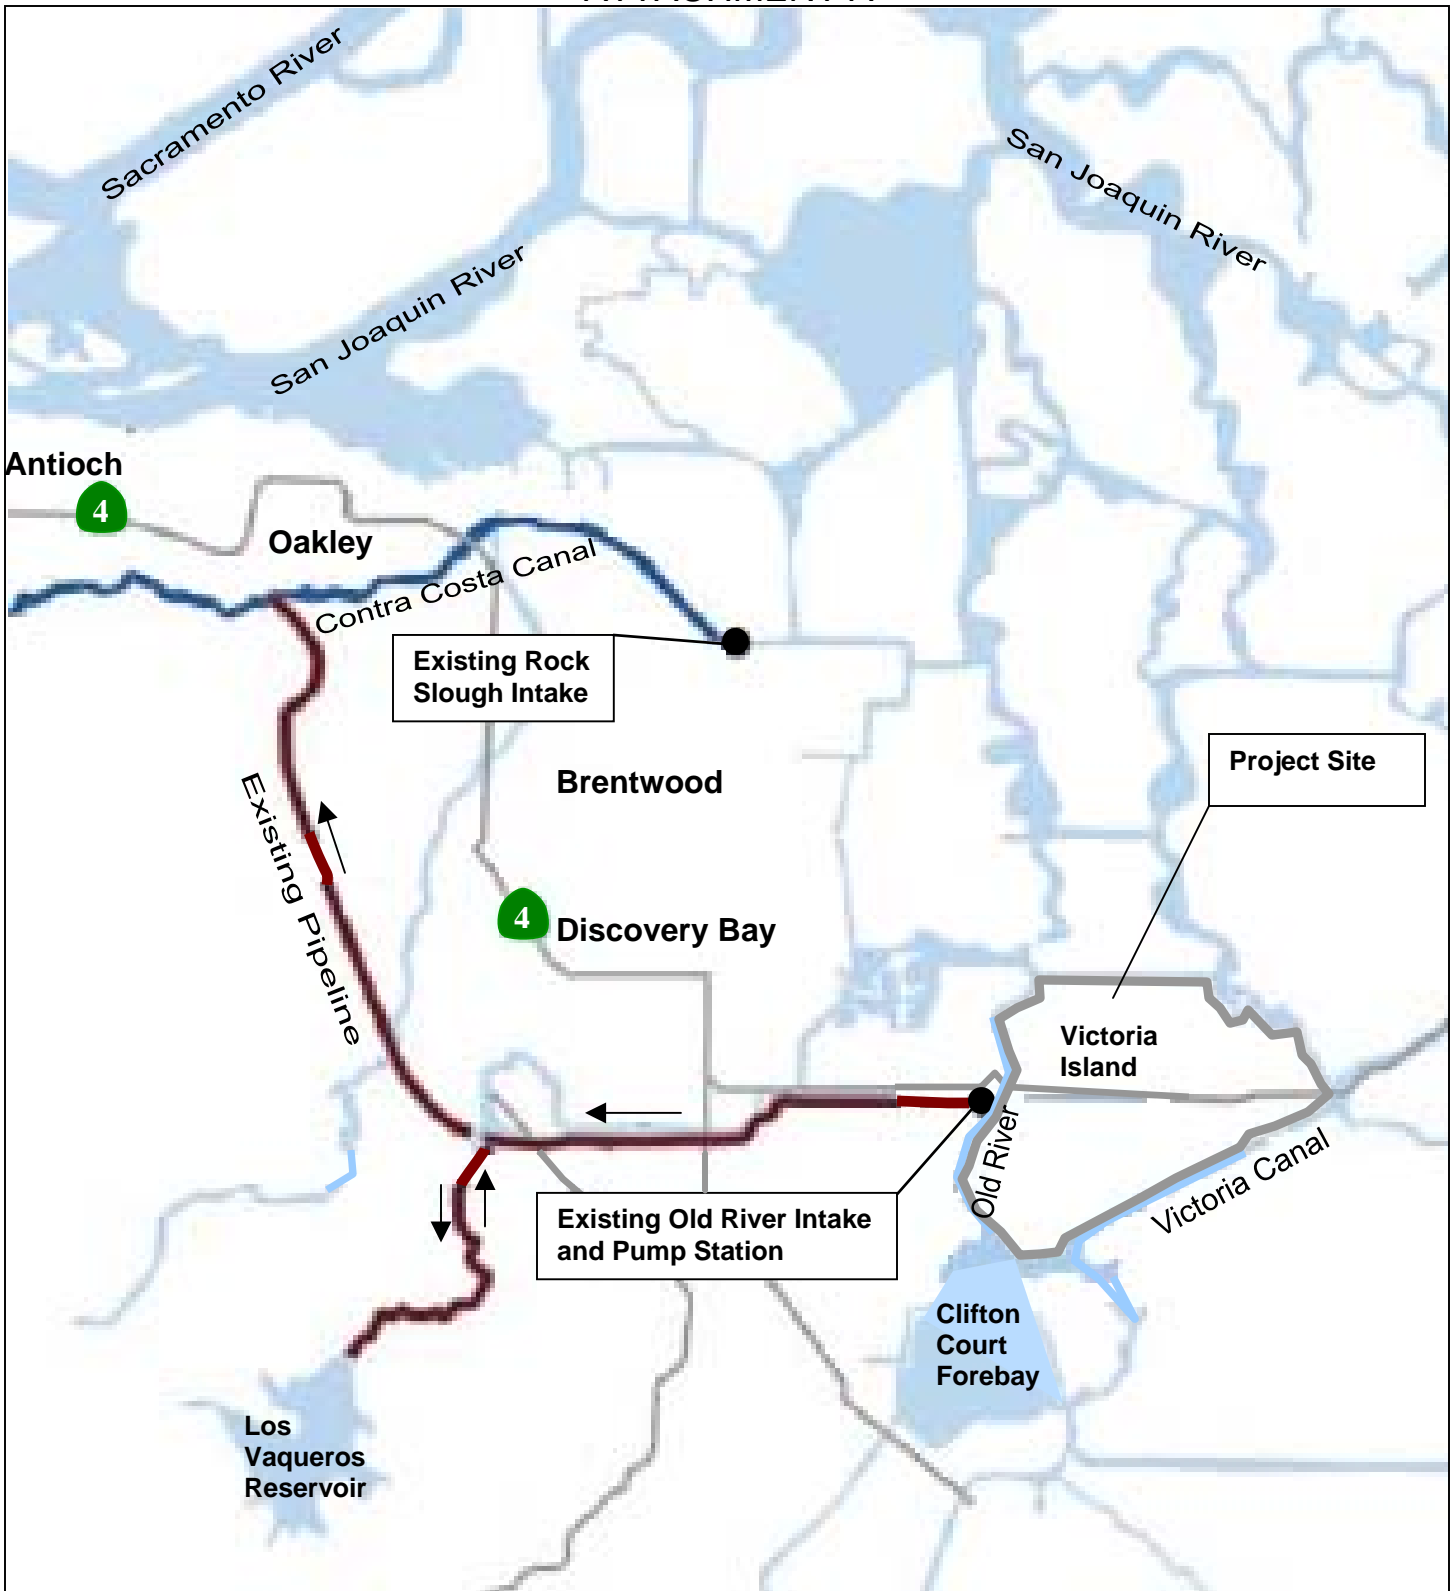 Sacramento River
San Joaquin River
San Joaquin River
Antioch
4
Oakley
Contra Costa Canal
Existing Rock
Slough Intake
Project Site
Brentwood
Existing Pipeline
4
Discovery Bay
Victoria
Island
Old River
Victoria Canal
Existing Old River Intake
and Pump Station
Clifton
Court
Forebay
Los
Vaqueros
Reservoir